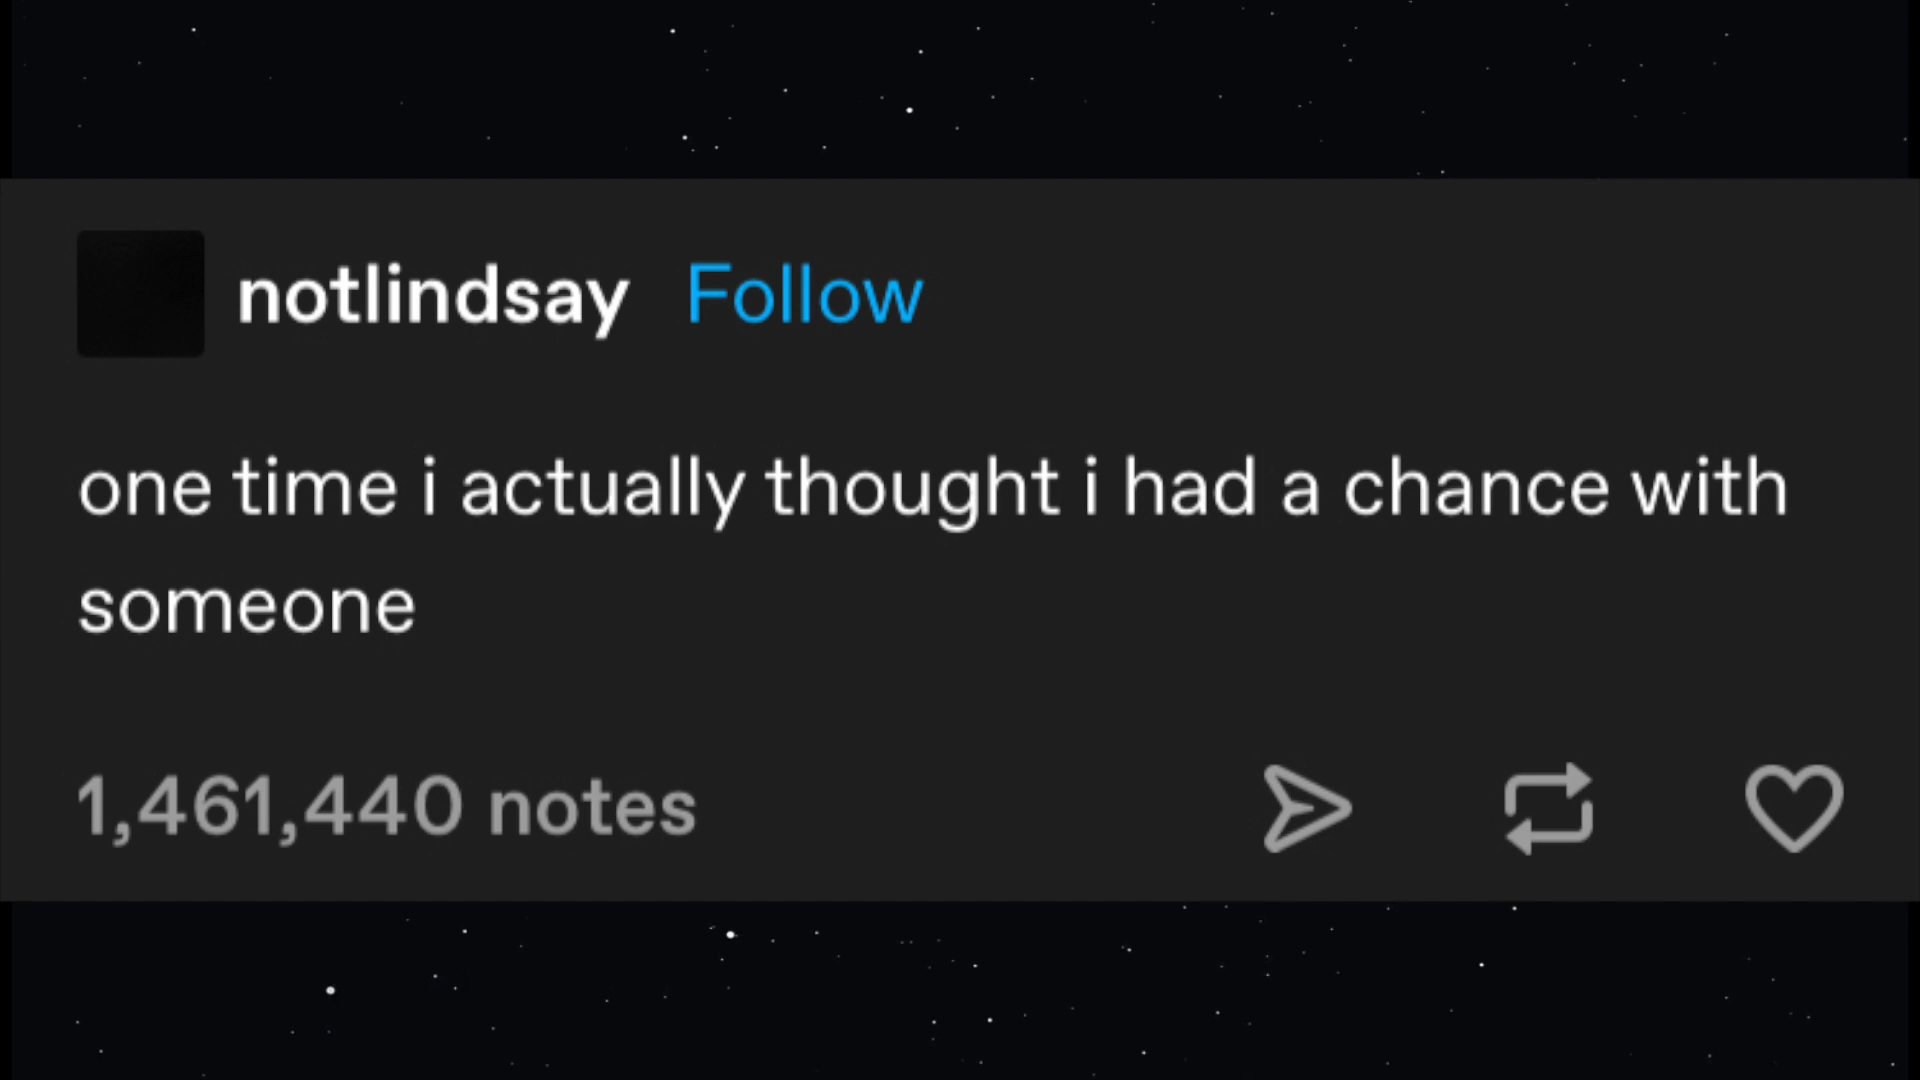 notlindsay Follow
one time i actually thought i had a chance with
someone
1,461,440 notes